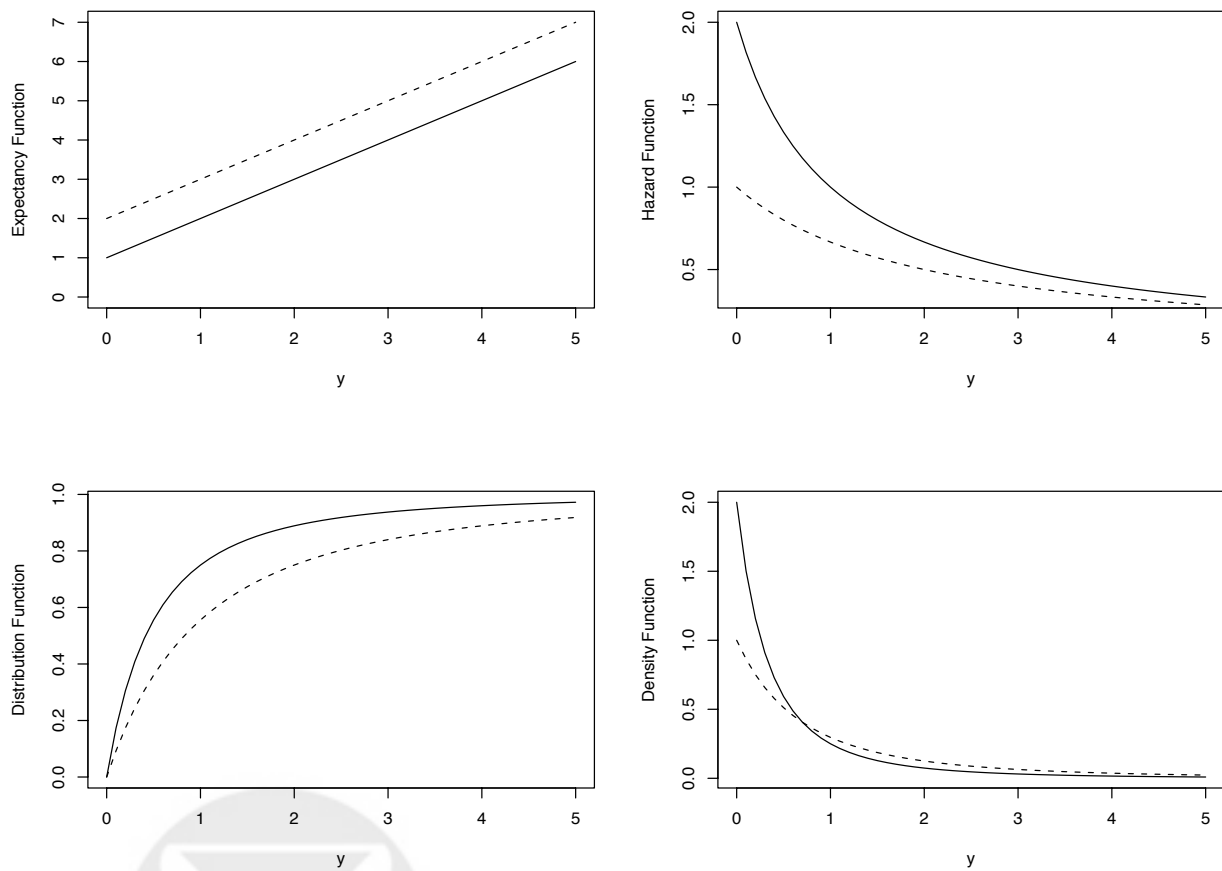 Expectancy Function
7
6
5
4
3
2
1
0
0 1 2 3 4 5
y
Hazard Function
2.0
1.5
1.0
0.5
0 1 2 3 4 5
y
Distribution Function
1.0
0.8
0.6
0.4
0.2
0.0
0 1 2 3 4 5
y
Density Function
2.0
1.5
1.0
0.5
0.0
0 1 2 3 4 5
y